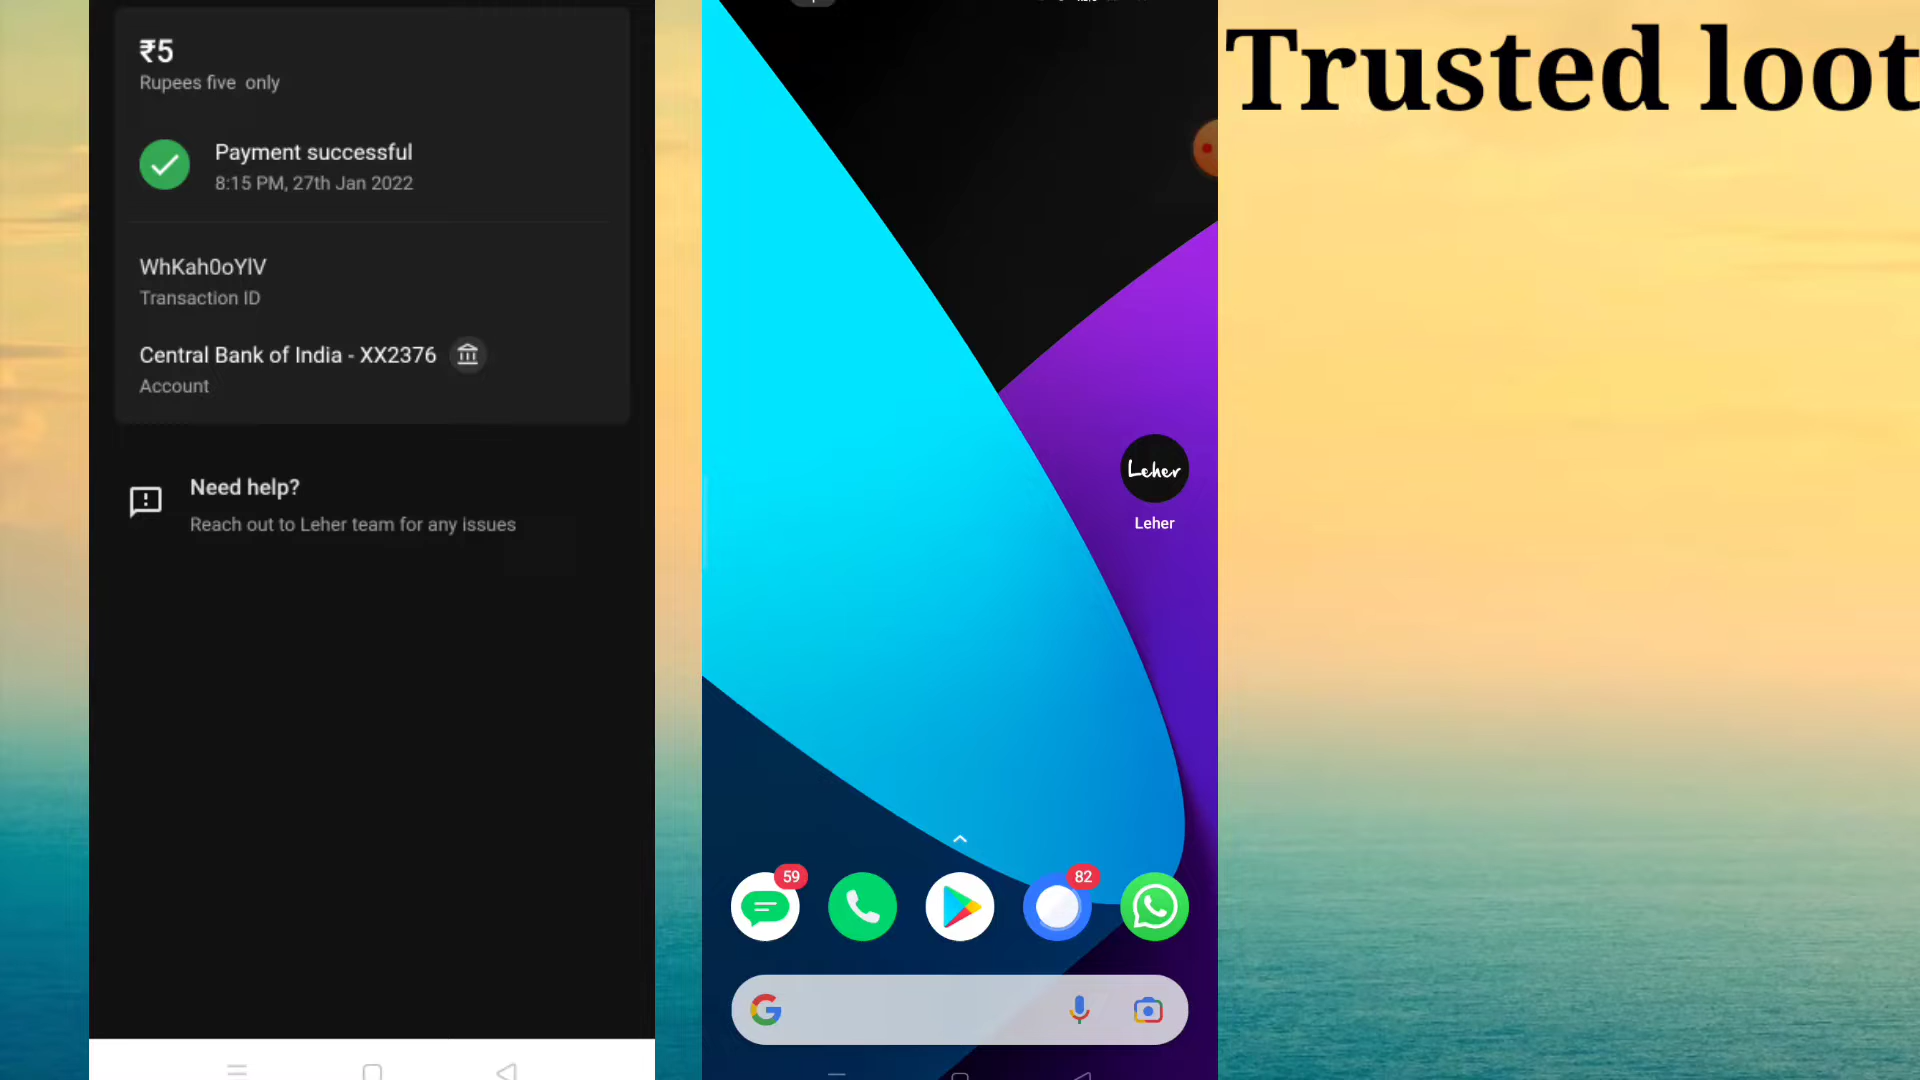 ₹5
Rupees five only
Payment successful
8:15 PM, 27th Jan 2022
WhKah0oYlV
Transaction ID
Central Bank of India - XX2376
Account
Need help?
Reach out to Leher team for any issues
Leher
Leher
59
82
Trusted loot